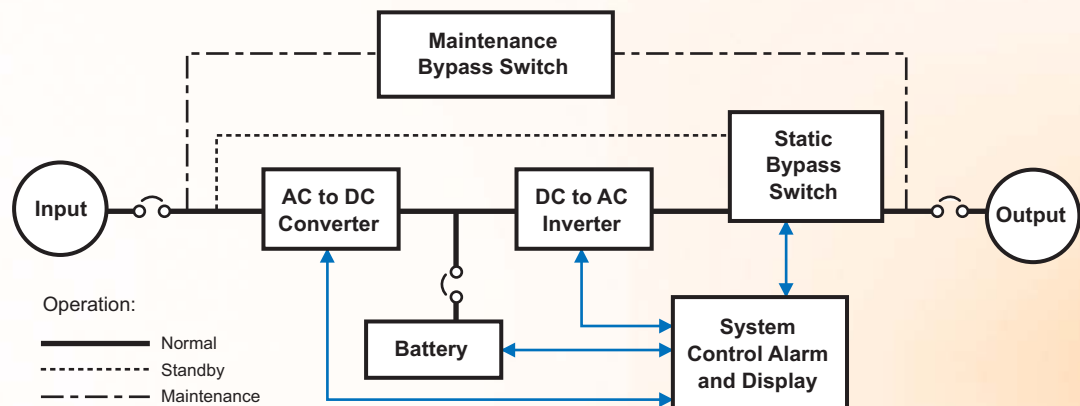 Maintenance
Bypass Switch
Static
Bypass
Switch
Input
AC to DC
Converter
DC to AC
Inverter
Output
Operation:
Normal
Standby
Maintenance
Battery
System
Control Alarm
and Display